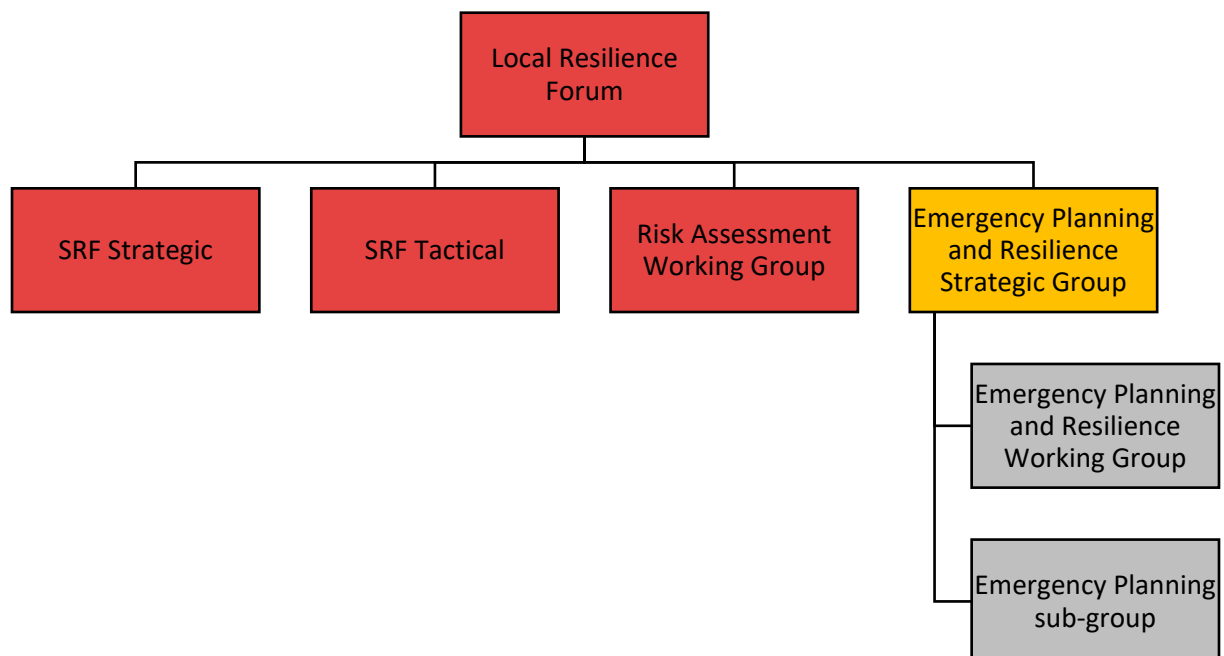 Local Resilience
Forum
SRF Strategic
SRF Tactical
Risk Assessment
Working Group
Emergency Planning
and Resilience
Strategic Group
Emergency Planning
and Resilience
Working Group
Emergency Planning
sub-group